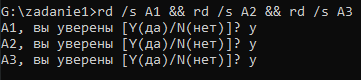 G:\zadanie1>rd /s A1 && rd /s A2 && rd /s A3
A1, вы уверены [Y(да)/N(нет)]? y
A2, вы уверены [Y(да)/N(нет)]? y
A3, вы уверены [Y(да)/N(нет)]? y